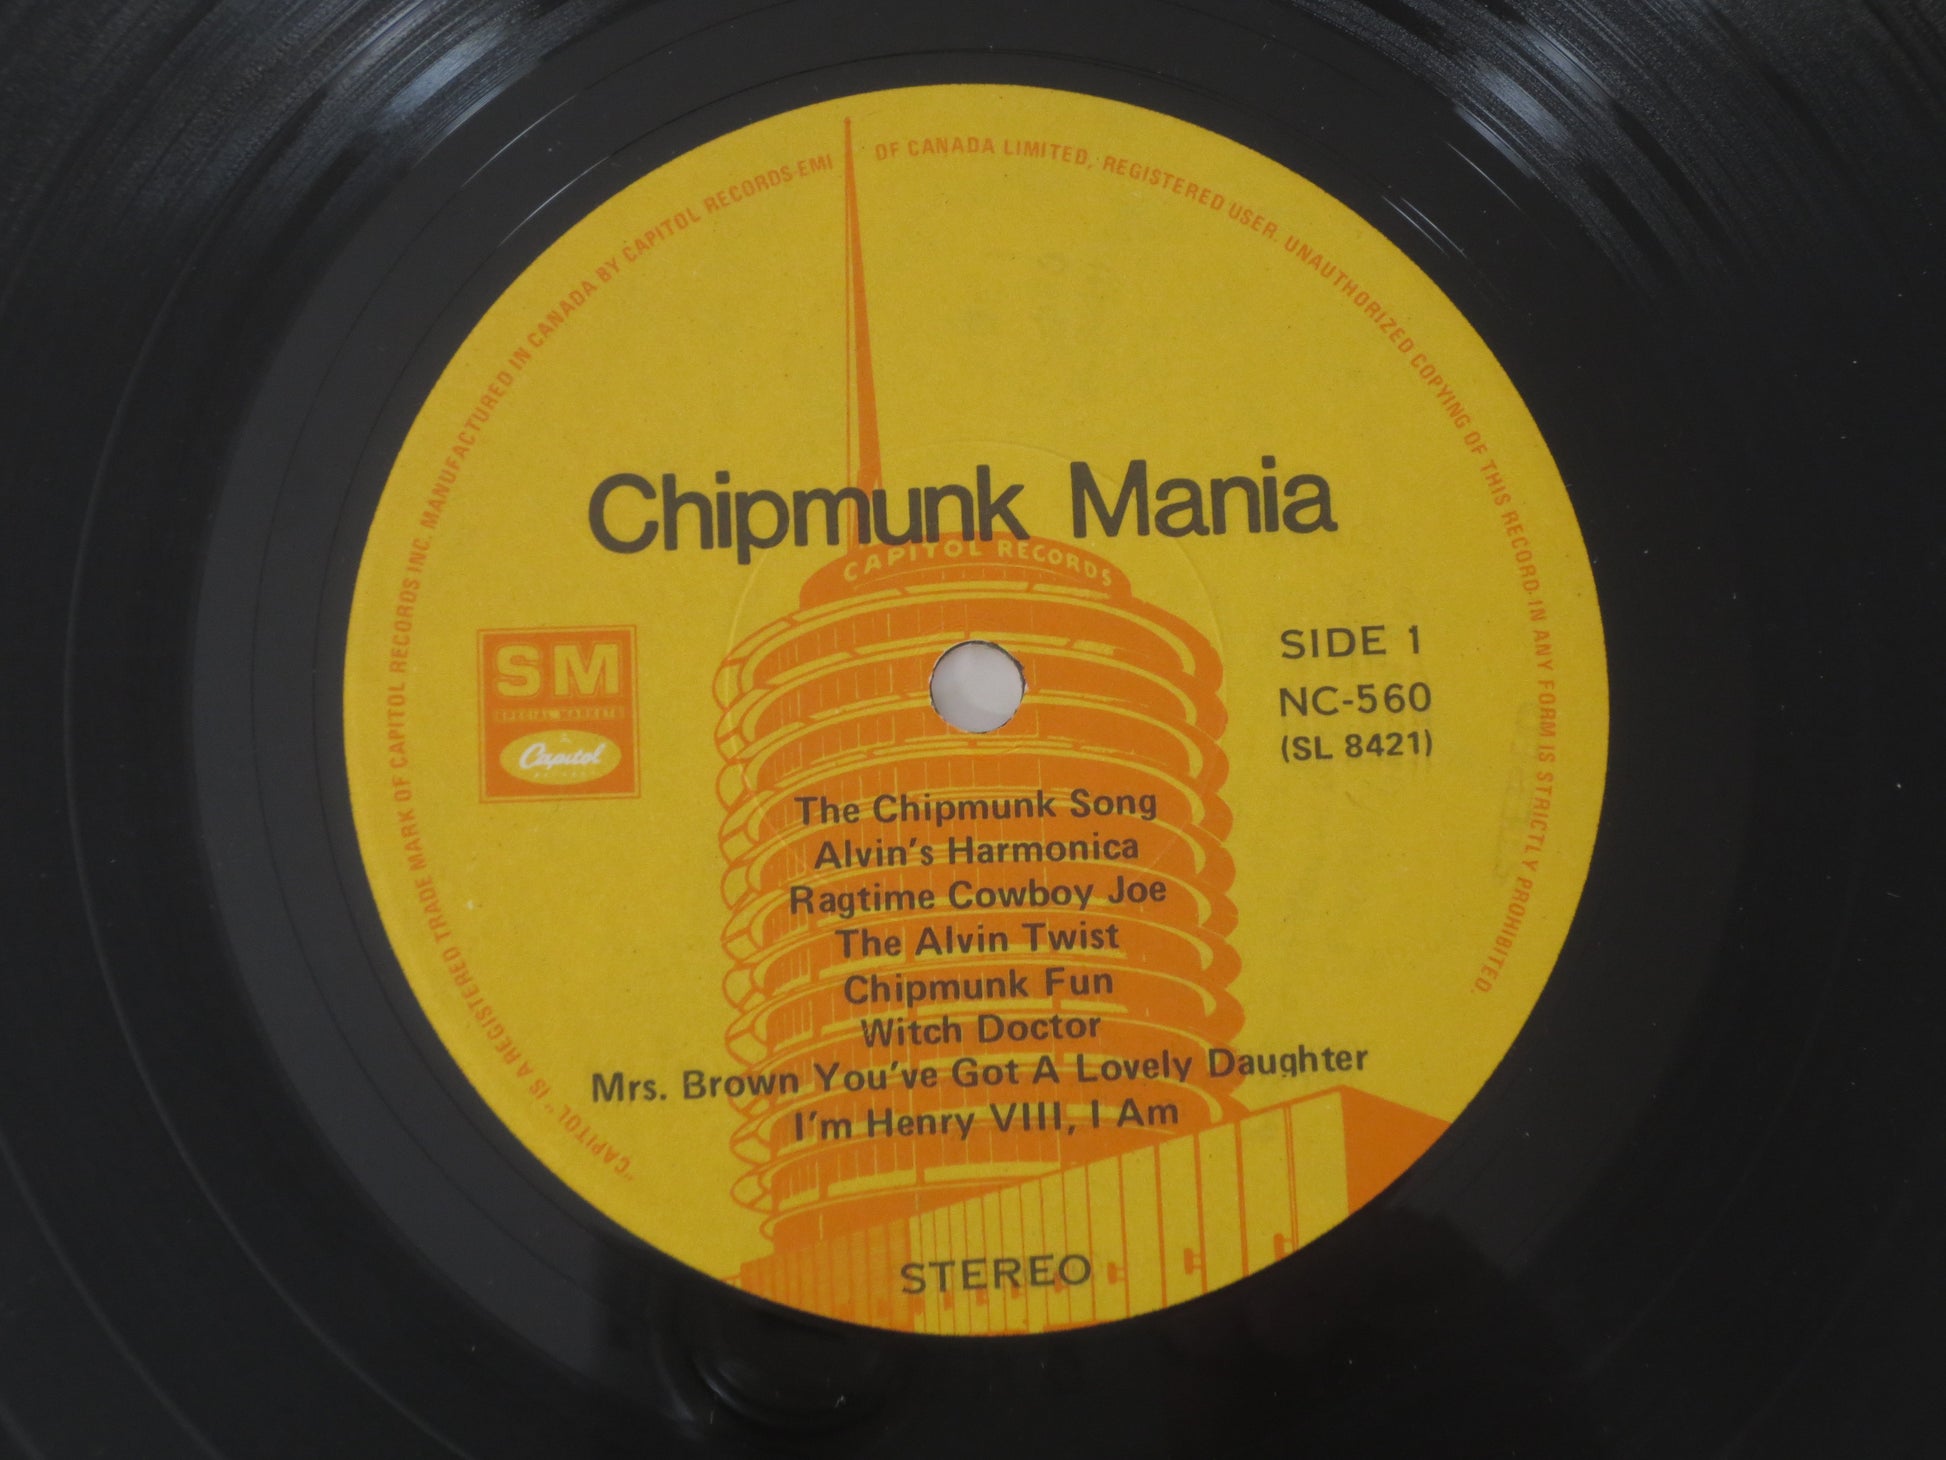 "CAPITOL" IS A REGISTERED TRADE MARK OF CAPITOL RECORDS INC. MANUFACTURED IN CANADA BY CAPITOL RECORDS-EMI OF CANADA LIMITED, REGISTERED USER. UNAUTHORIZED COPYING OF THIS RECORD IN ANY FORM IS STRICTLY PROHIBITED.
Chipmunk Mania
CAPITOL RECORDS
SM
SPECIAL MARKETS
Capitol
SIDE 1
NC-560
(SL 8421)
The Chipmunk Song
Alvin's Harmonica
Ragtime Cowboy Joe
The Alvin Twist
Chipmunk Fun
Witch Doctor
Mrs. Brown You've Got A Lovely Daughter
I'm Henry VIII, I Am
STEREO